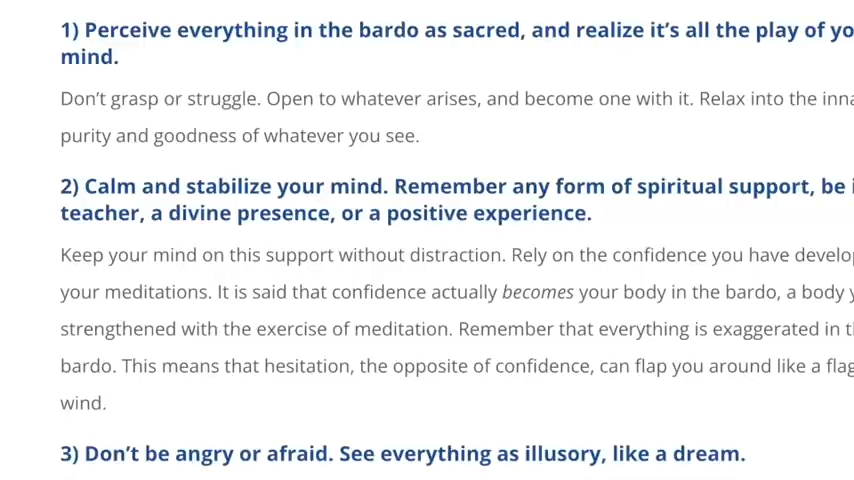 1) Perceive everything in the bardo as sacred, and realize it’s all the play of
mind.
Don’t grasp or struggle. Open to whatever arises, and become one with it. Relax into the
purity and goodness of whatever you see.
2) Calm and stabilize your mind. Remember any form of spiritual support, be
teacher, a divine presence, or a positive experience.
Keep your mind on this support without distraction. Rely on the confidence you have
your meditations. It is said that confidence actually becomes your body in the bardo, a body
strengthened with the exercise of meditation. Remember that everything is exaggerated in
bardo. This means that hesitation, the opposite of confidence, can flap you around like a flag
wind.
3) Don’t be angry or afraid. See everything as illusory, like a dream.